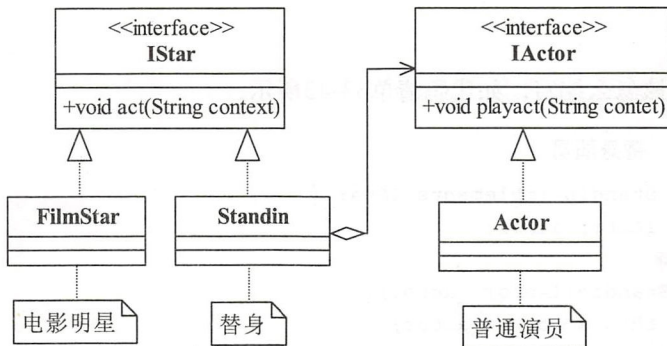 <<interface>>
IStar
+void act(String context)
<<interface>>
IActor
+void playact(String contet)
FilmStar
Standin
Actor
电影明星
替身
普通演员